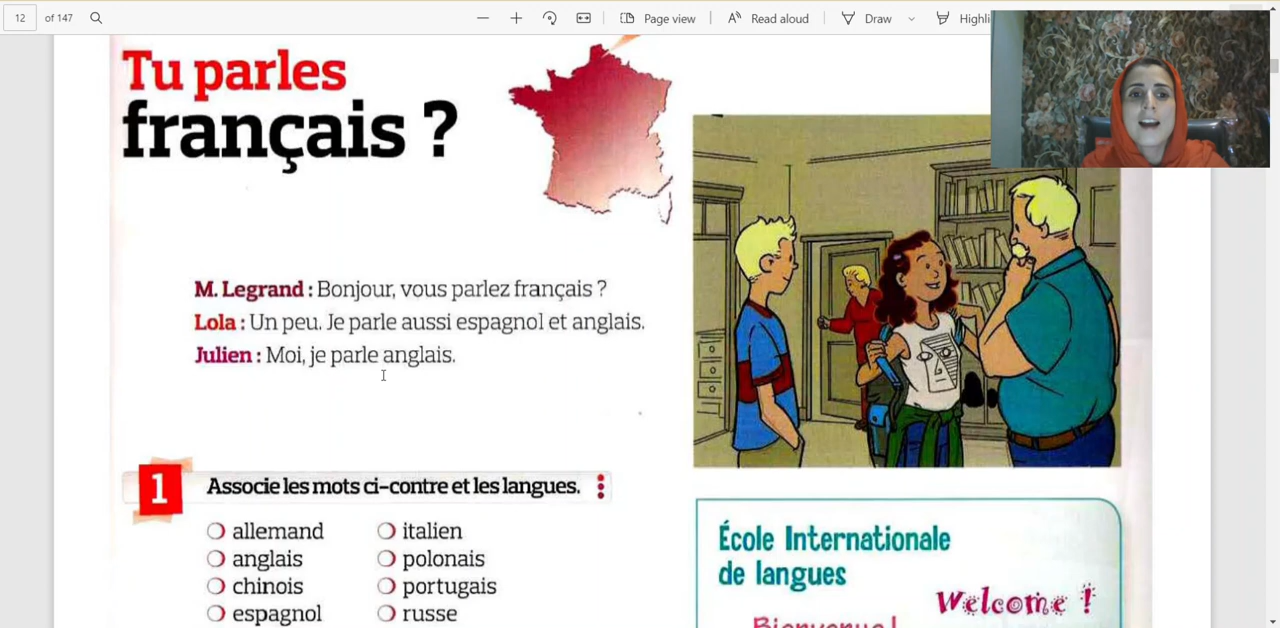 12 of 147 Page view Read aloud Draw
Tu parles
français ?
M. Legrand : Bonjour, vous parlez français ?
Lola : Un peu. Je parle aussi espagnol et anglais.
Julien : Moi, je parle anglais.
1 Associe les mots ci-contre et les langues.
allemand
anglais
chinois
espagnol
italien
polonais
portugais
russe
École Internationale
de langues
Welcome !
Bienvenue !